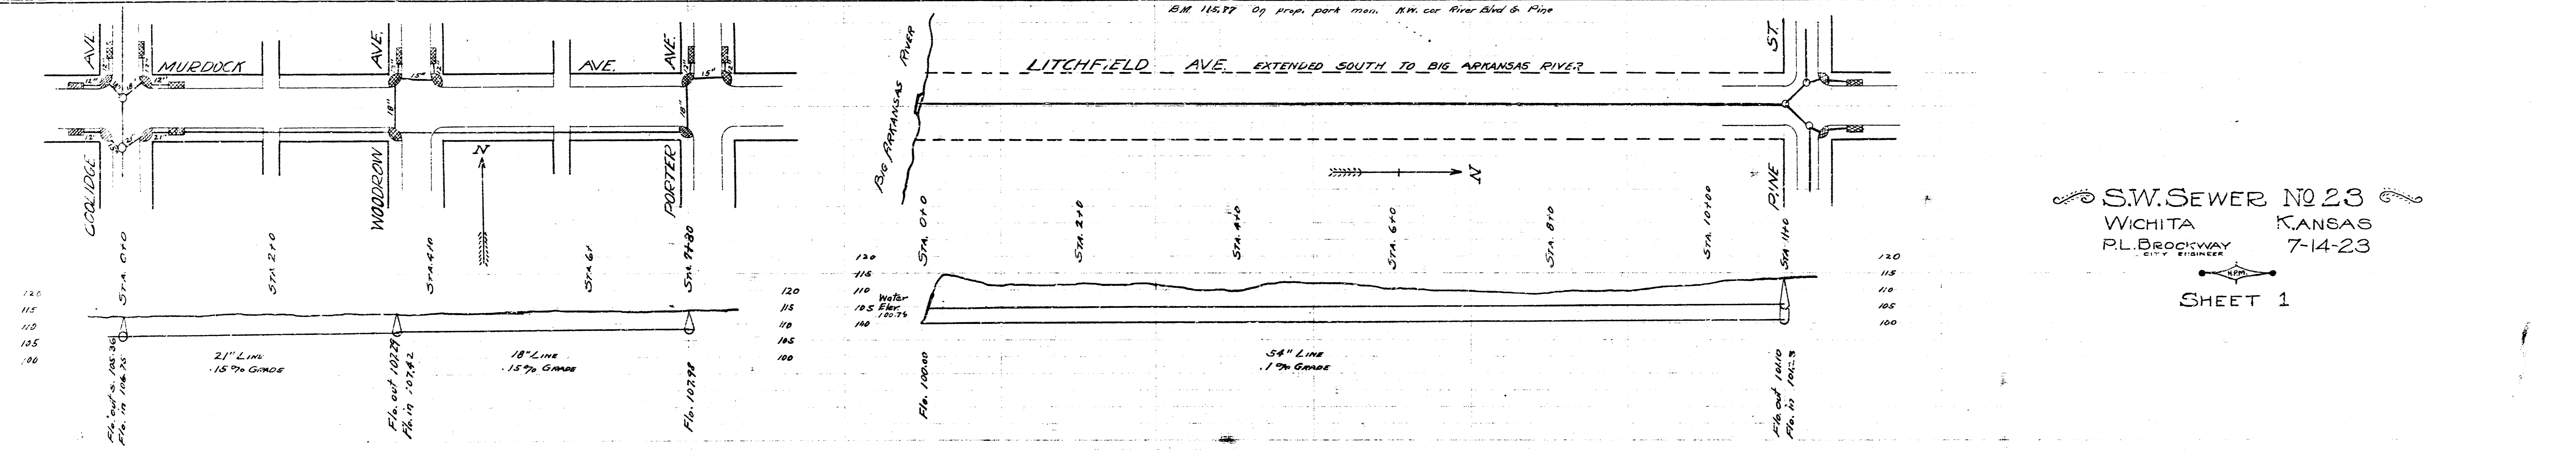 B.M. 115.87 On prop. park mon. N.W. cor River Blvd & Pine
COOLIDGE AVE.
MURDOCK AVE.
WOODROW AVE.
PORTER AVE.
12"
12"
12"
21"
15"
18"
15"
18"
N
STA. 0+0
STA 2+0
STA. 4+0
STA 6+
STA. 7+80
120
115
110
105
100
21" LINE
.15% GRADE
18" LINE
.15% GRADE
Flo. out S. 105.36
Flo. in 106.75
Flo. out 107.29
Flo. in 107.42
Flo. 107.98
120
115
110
105
100
BIG ARKANSAS RIVER
LITCHFIELD AVE. EXTENDED SOUTH TO BIG ARKANSAS RIVER
PINE ST.
N
STA. 0+0
STA. 2+0
STA. 4+0
STA. 6+0
STA. 8+0
STA. 10+0
STA 11+0
120
115
110
105
100
Water
Elev.
100.75
54" LINE
.1% GRADE
Flo. 100.00
Flo. out 101.10
Flo. in 101.23
120
115
110
105
100
S.W. SEWER NO 23
WICHITA KANSAS
P.L. BROCKWAY 7-14-23
CITY ENGINEER
H.P.M.
SHEET 1